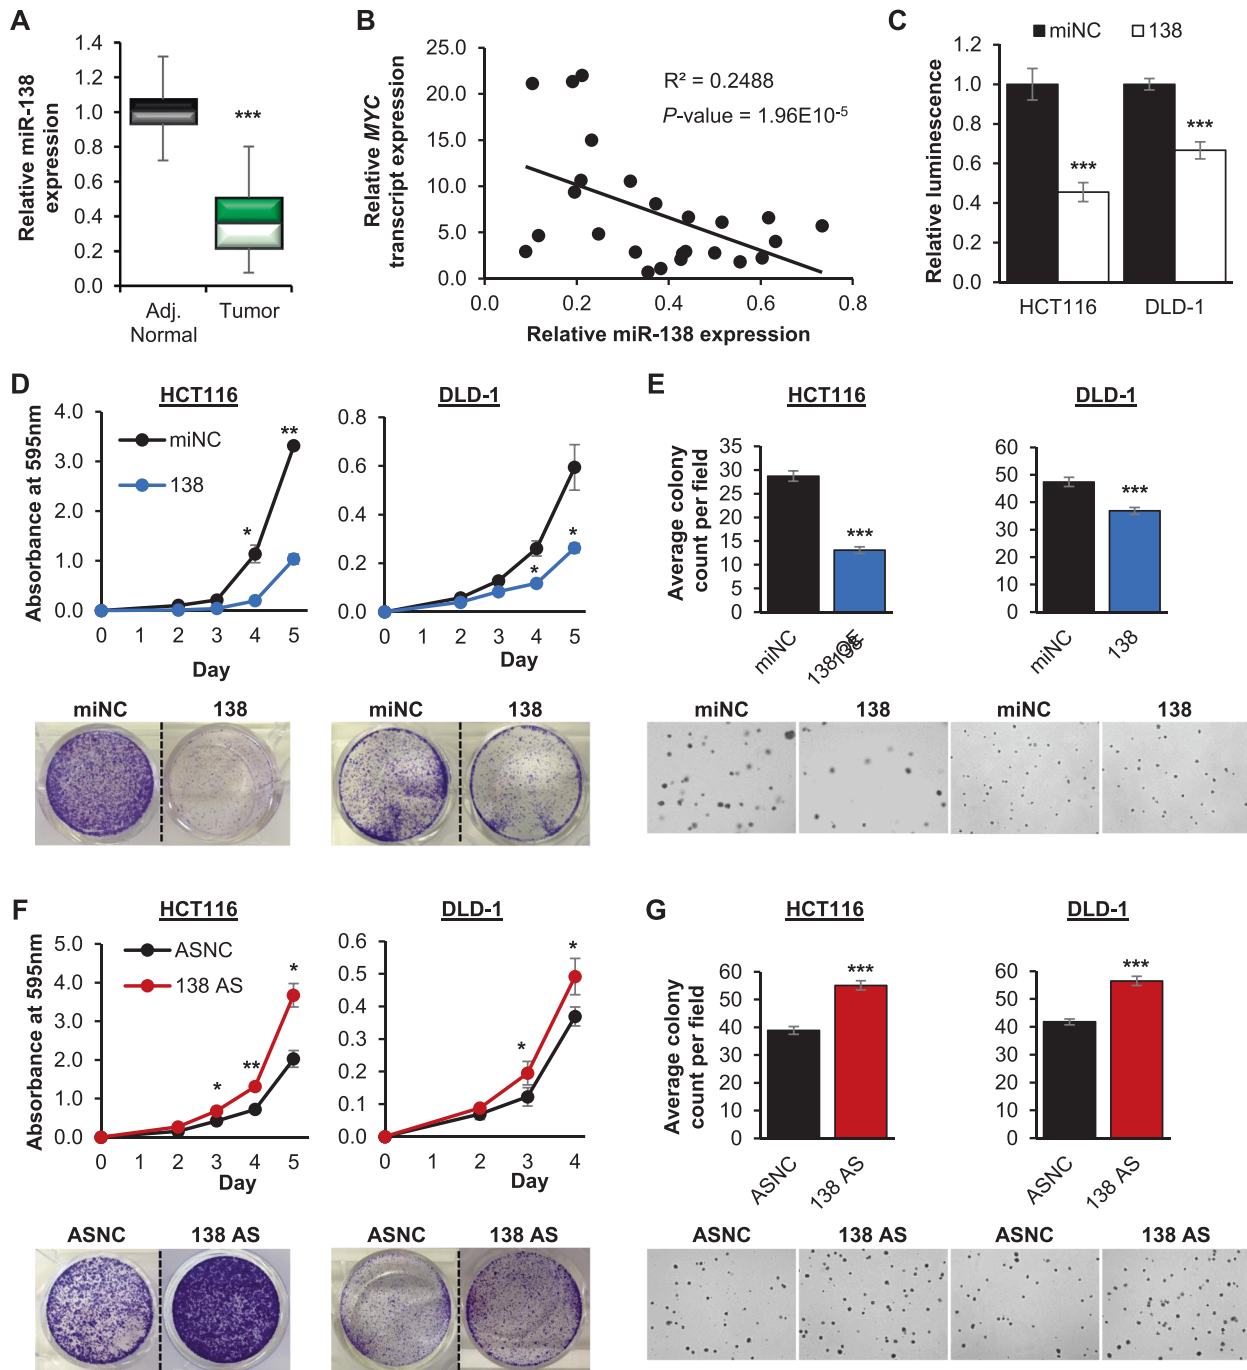 A
Relative miR-138
expression
1.4
1.2
1.0
0.8
0.6
0.4
0.2
0.0
***
Adj.
Normal
Tumor
B
Relative MYC
transcript expression
25.0
20.0
15.0
10.0
5.0
0.0
R² = 0.2488
P-value = 1.96E10-5
0.0 0.2 0.4 0.6 0.8
Relative miR-138 expression
C
miNC 138
Relative luminescence
1.2
1.0
0.8
0.6
0.4
0.2
0.0
***
***
HCT116 DLD-1
D
HCT116
Absorbance at 595nm
4.0
3.0
2.0
1.0
0.0
miNC
138
*
**
0 1 2 3 4 5
Day
DLD-1
0.8
0.6
0.4
0.2
0.0
*
*
0 1 2 3 4 5
Day
miNC 138
miNC 138
E
HCT116
Average colony
count per field
35
30
25
20
15
10
5
0
***
miNC
138 OE
138
DLD-1
60
50
40
30
20
10
0
***
miNC
138
miNC 138 miNC 138
F
HCT116
Absorbance at 595nm
5.0
4.0
3.0
2.0
1.0
0.0
ASNC
138 AS
*
**
*
0 1 2 3 4 5
Day
DLD-1
0.6
0.5
0.4
0.3
0.2
0.1
0.0
*
*
0 1 2 3 4
Day
ASNC 138 AS
ASNC 138 AS
G
HCT116
Average colony
count per field
60
50
40
30
20
10
0
***
ASNC
138 AS
DLD-1
60
50
40
30
20
10
0
***
ASNC
138 AS
ASNC 138 AS ASNC 138 AS